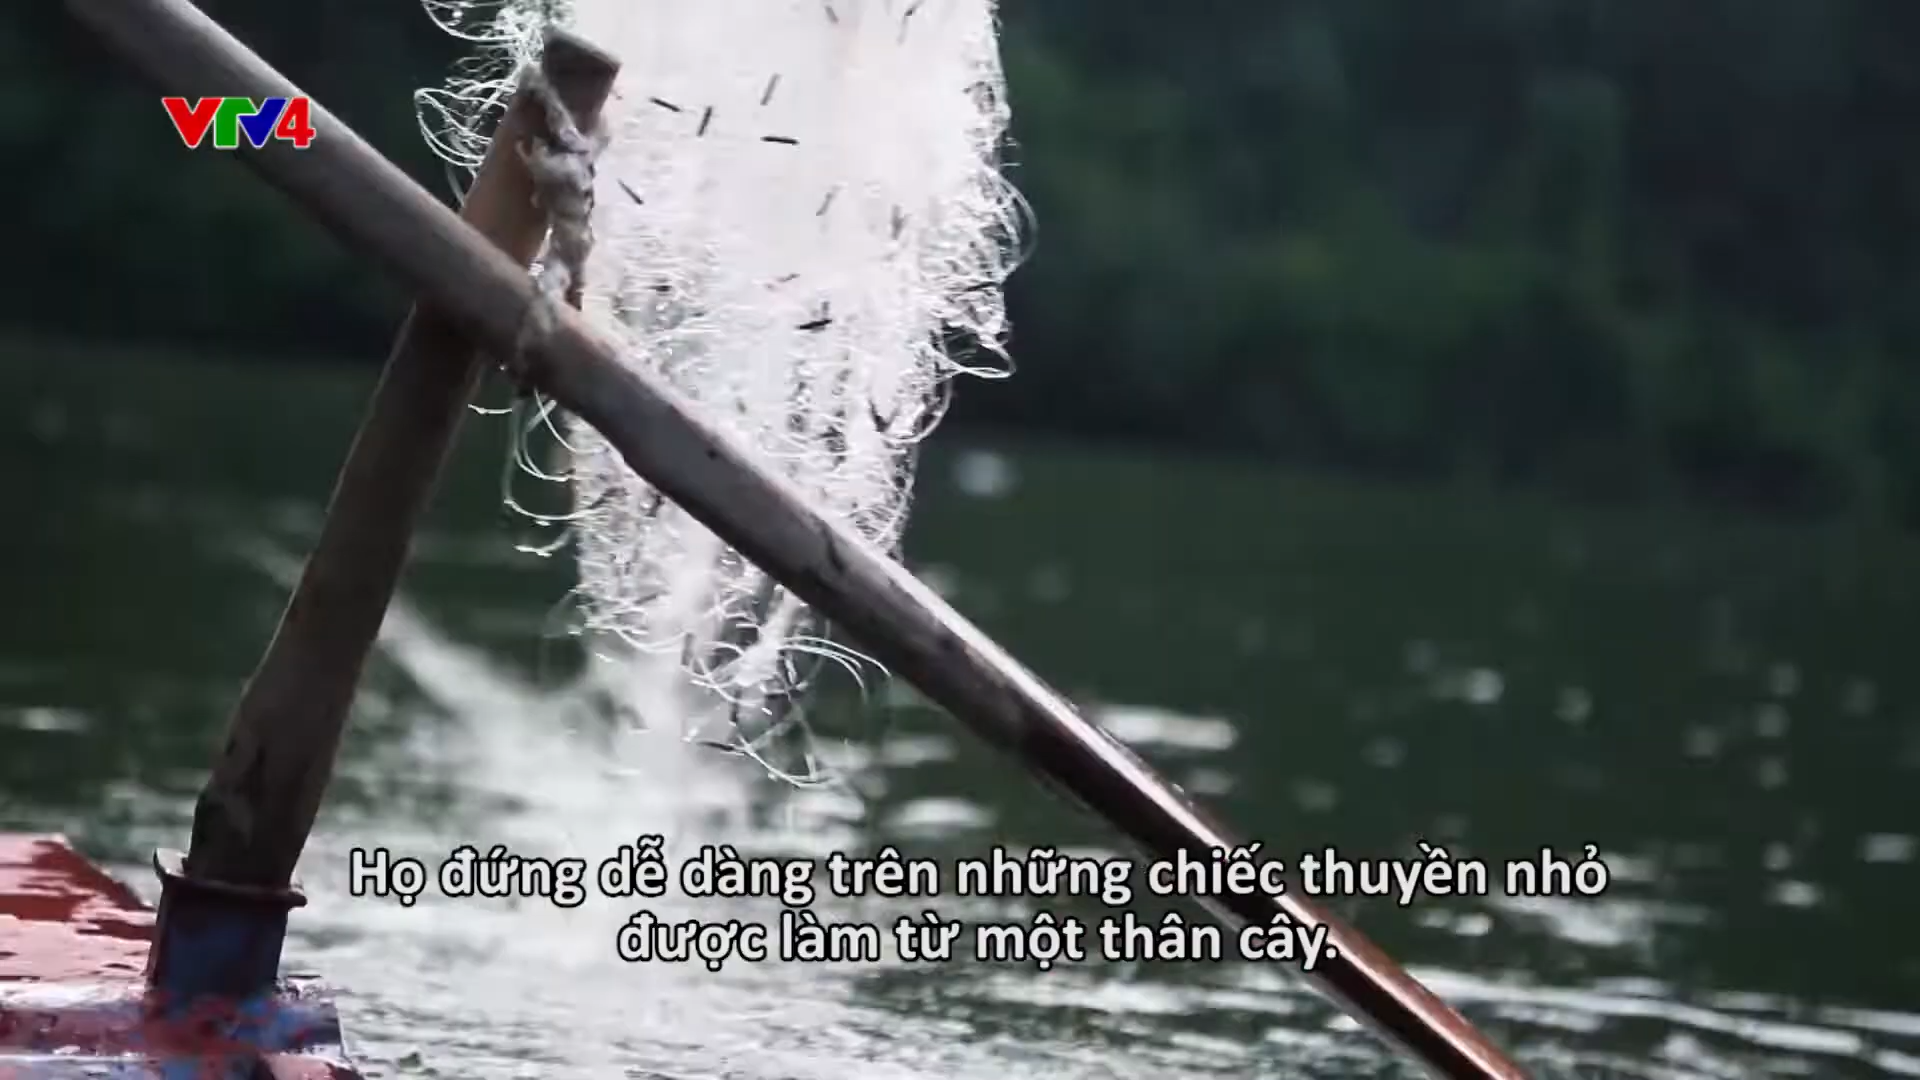 VTV4
Họ đứng dễ dàng trên những chiếc thuyền nhỏ
được làm từ một thân cây.